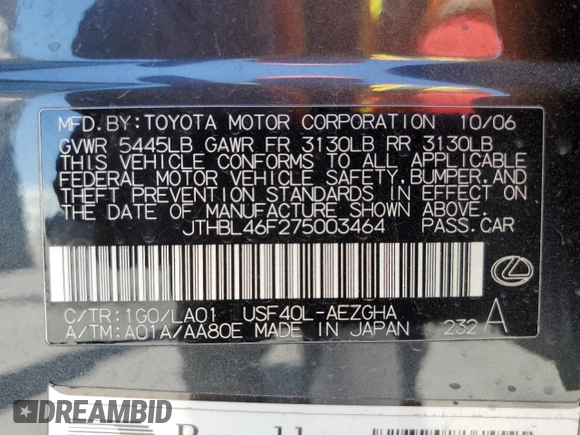 MFD.BY:TOYOTA MOTOR CORPORATION 10/06
GVWR 5445LB GAWR FR 3130LB RR 3130LB
THIS VEHICLE CONFORMS TO ALL APPLICABLE
FEDERAL MOTOR VEHICLE SAFETY,BUMPER,AND
THEFT PREVENTION STANDARDS IN EFFECT ON
THE DATE OF MANUFACTURE SHOWN ABOVE.
JTHBL46F275003464 PASS.CAR
C/TR:1G0/LA01 USF40L-AEZGHA
A/TM:A01A/AA80E MADE IN JAPAN 232 A
DREAMBID